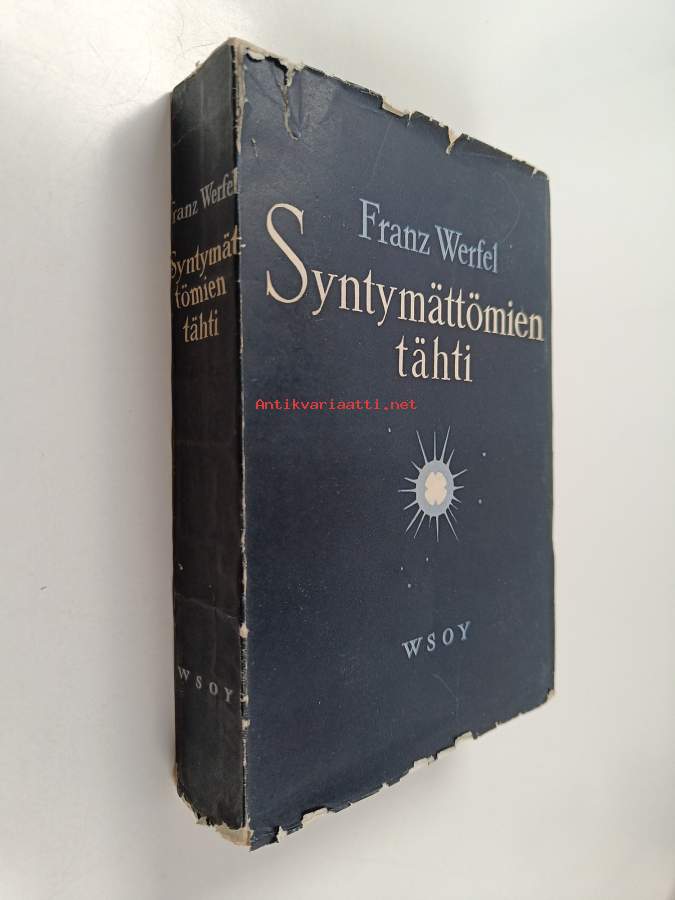 Franz Werfel
Syntymät-
tömien
tähti
WSOY
Franz Werfel
Syntymättömien
tähti
Antikvariaatti.net
WSOY